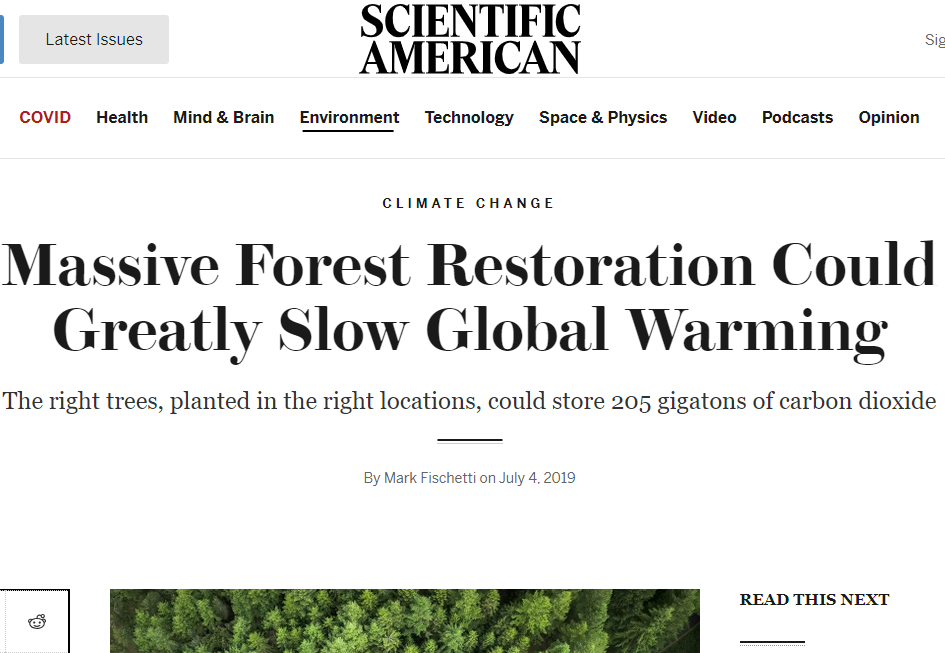 Latest Issues
SCIENTIFIC
AMERICAN
COVID Health Mind & Brain Environment Technology Space & Physics Video Podcasts Opinion
CLIMATE CHANGE
Massive Forest Restoration Could
Greatly Slow Global Warming
The right trees, planted in the right locations, could store 205 gigatons of carbon dioxide
By Mark Fischetti on July 4, 2019
READ THIS NEXT